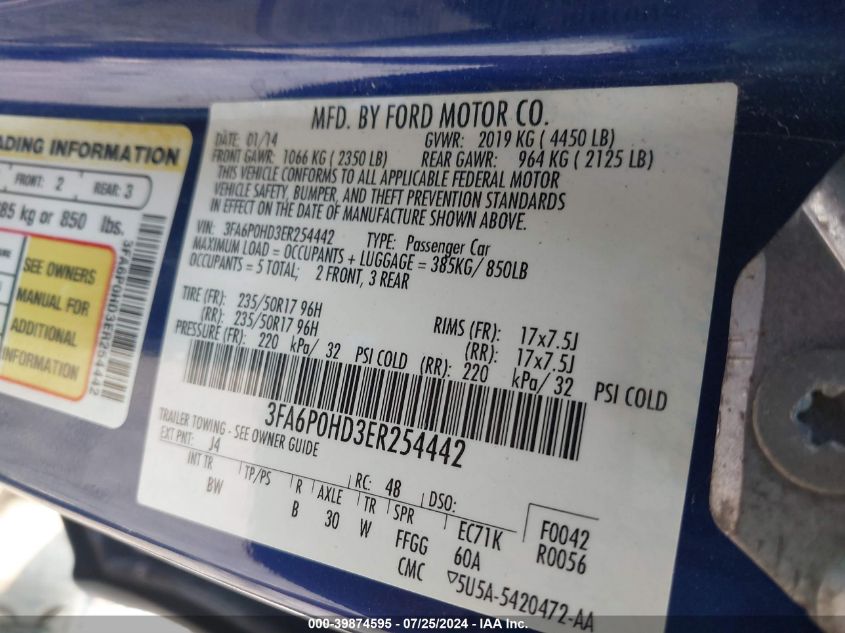 ADING INFORMATION
FRONT: 2 REAR: 3
385 kg or 850 lbs.
SEE OWNERS
MANUAL FOR
ADDITIONAL
INFORMATION
3FA6P0HD3ER254442
MFD. BY FORD MOTOR CO.
DATE: 01/14 GVWR: 2019 KG ( 4450 LB)
FRONT GAWR: 1066 KG ( 2350 LB) REAR GAWR: 964 KG ( 2125 LB)
THIS VEHICLE CONFORMS TO ALL APPLICABLE FEDERAL MOTOR
VEHICLE SAFETY, BUMPER, AND THEFT PREVENTION STANDARDS
IN EFFECT ON THE DATE OF MANUFACTURE SHOWN ABOVE.
VIN: 3FA6P0HD3ER254442 TYPE: Passenger Car
MAXIMUM LOAD = OCCUPANTS + LUGGAGE = 385KG/ 850LB
OCCUPANTS = 5 TOTAL; 2 FRONT, 3 REAR
TIRE (FR): 235/50R17 96H RIMS (FR): 17x7.5J
(RR): 235/50R17 96H (RR): 17x7.5J
PRESSURE (FR): 220 kPa/ 32 PSI COLD (RR): 220 kPa/ 32 PSI COLD
3FA6P0HD3ER254442
TRAILER TOWING - SEE OWNER GUIDE
EXT PNT: J4 RC: 48 DSO:
INT TR TP/PS R AXLE TR SPR EC71K F0042
BW B 30 W FFGG 60A R0056
CMC ▽5U5A-5420472-AA
000-39874595 - 07/25/2024 - IAA Inc.